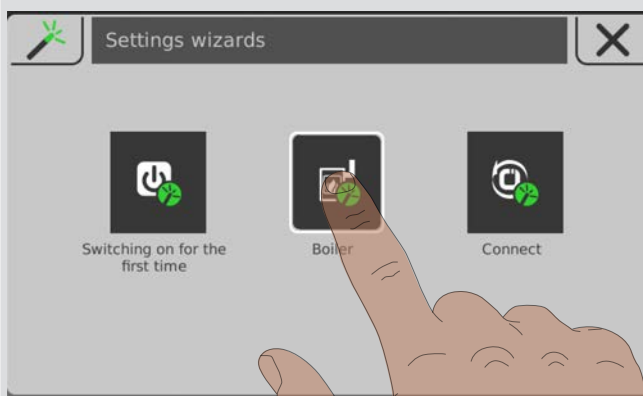 Settings wizards
Switching on for the
first time
Boiler
Connect